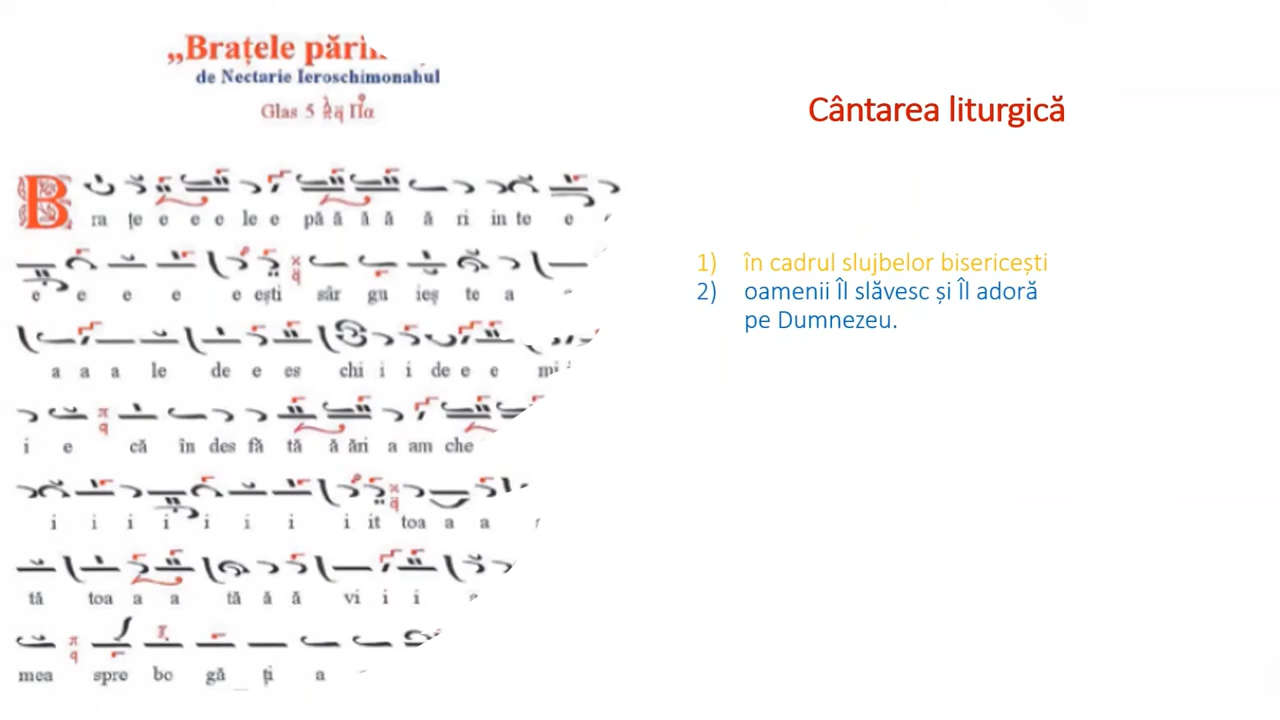 „Brațele
de Nectarie Ieroschimonahul
Glas 5
Cântarea liturgică
B ra țe e e e le e pă ă ă ă ă ri in te e
e e e e e ești sâr gu ieș te a
a a a le de e es chi i i de e e
i e că în des fă tă ă ări a am che
i i i i i i i i it toa a a
tă toa a a tă ă ă vi i i
mea spre bo gă ți a
1) în cadrul slujbelor bisericești
2) oamenii Îl slăvesc și Îl adoră
pe Dumnezeu.